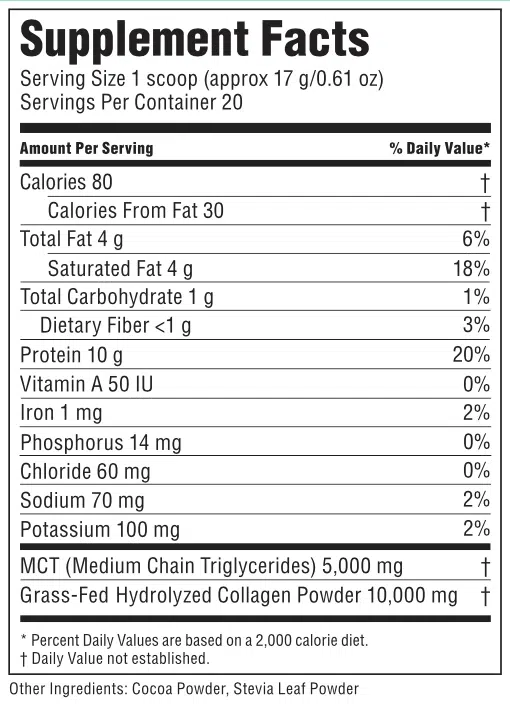 Supplement Facts
Serving Size 1 scoop (approx 17 g/0.61 oz)
Servings Per Container 20
Amount Per Serving % Daily Value*
Calories 80 †
Calories From Fat 30 †
Total Fat 4 g 6%
Saturated Fat 4 g 18%
Total Carbohydrate 1 g 1%
Dietary Fiber <1 g 3%
Protein 10 g 20%
Vitamin A 50 IU 0%
Iron 1 mg 2%
Phosphorus 14 mg 0%
Chloride 60 mg 0%
Sodium 70 mg 2%
Potassium 100 mg 2%
MCT (Medium Chain Triglycerides) 5,000 mg †
Grass-Fed Hydrolyzed Collagen Powder 10,000 mg †
* Percent Daily Values are based on a 2,000 calorie diet.
† Daily Value not established.
Other Ingredients: Cocoa Powder, Stevia Leaf Powder